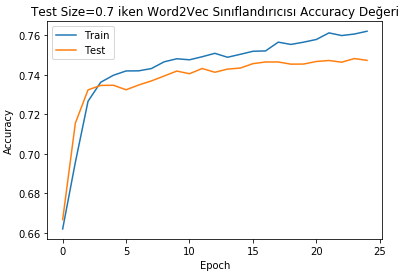 Test Size=0.7 iken Word2Vec Sınıflandırıcısı Accuracy Değeri
Train
Test
Accuracy
0.76
0.74
0.72
0.70
0.68
0.66
0
5
10
15
20
25
Epoch